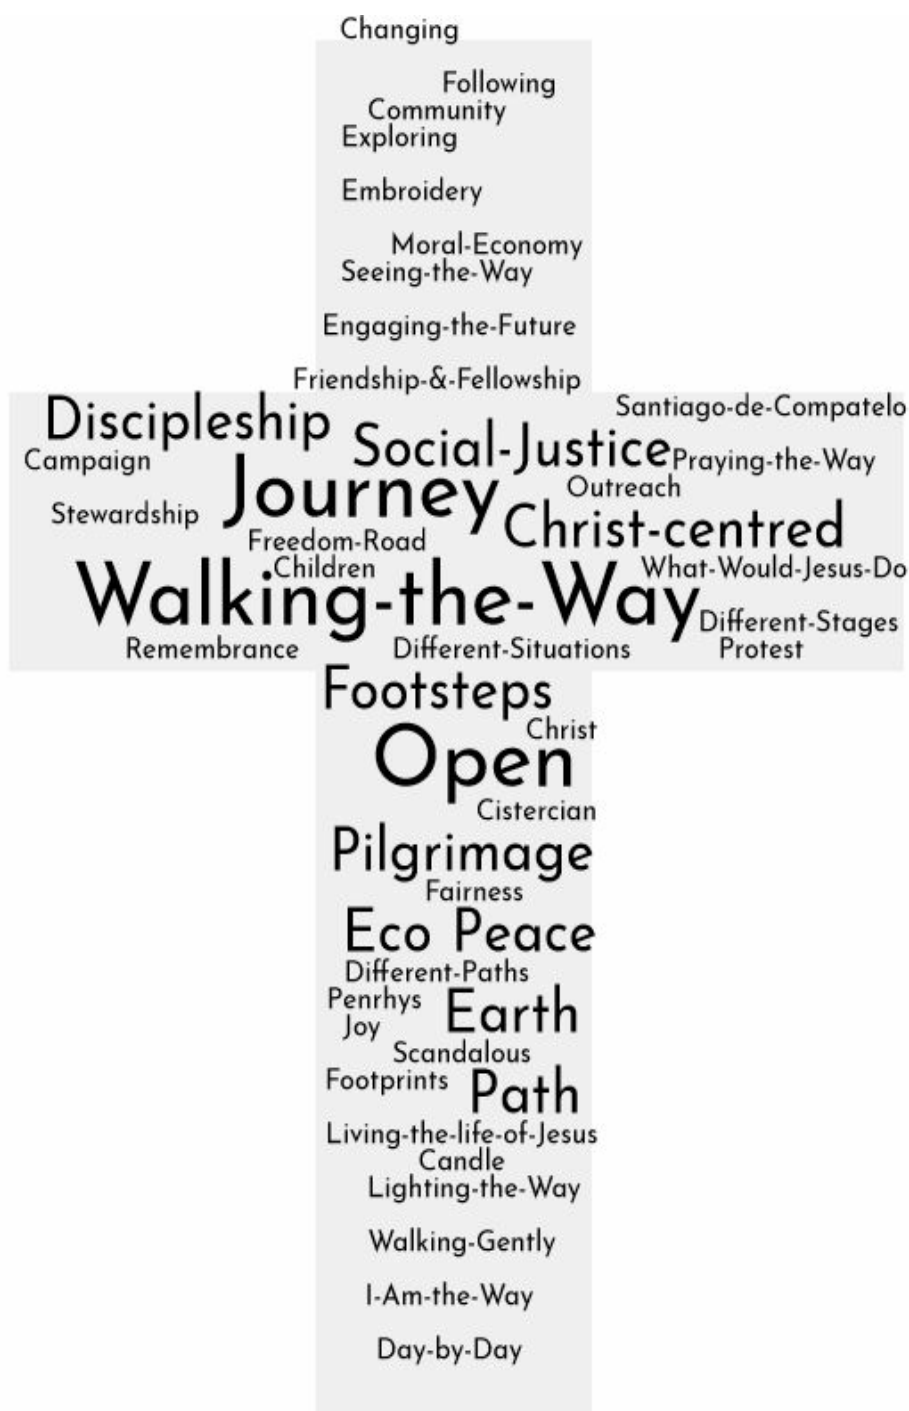 Changing
Following
Community
Exploring
Embroidery
Moral-Economy
Seeing-the-Way
Engaging-the-Future
Friendship-&-Fellowship
Santiago-de-Compatelo
Discipleship
Social-Justice
Campaign
Praying-the-Way
Journey
Outreach
Stewardship
Christ-centred
Freedom-Road
Children
What-Would-Jesus-Do
Walking-the-Way
Different-Stages
Remembrance
Different-Situations
Protest
Footsteps
Christ
Open
Cistercian
Pilgrimage
Fairness
Eco Peace
Different-Paths
Penrhys
Earth
Joy
Scandalous
Footprints
Path
Living-the-life-of-Jesus
Candle
Lighting-the-Way
Walking-Gently
I-Am-the-Way
Day-by-Day